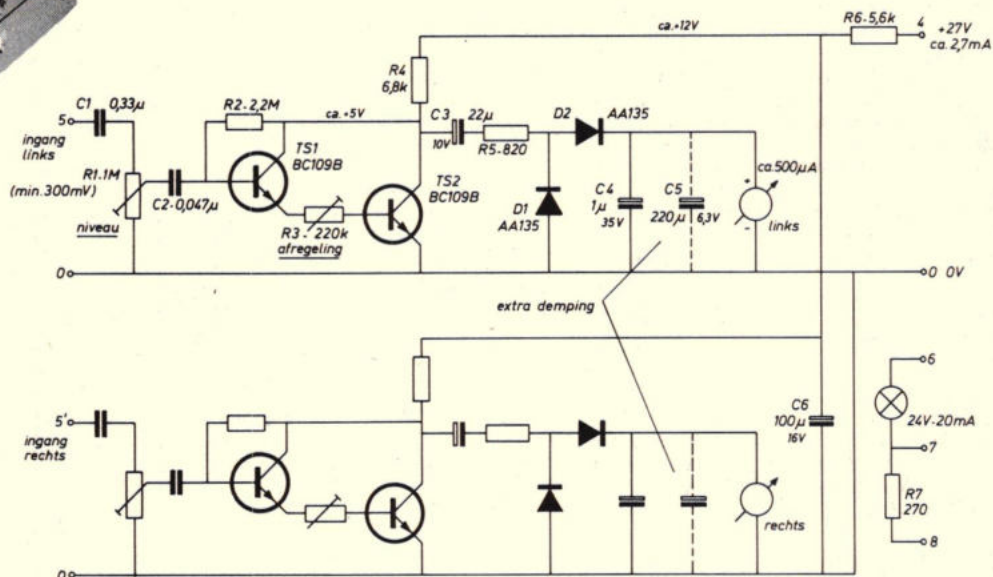 R6-5,6k
4
+27V
ca. 2,7mA
ca.+12V
R4
6,8k
C1
0,33µ
R2-2,2M
ca.+5V
C3
22µ
10V
R5-820
D2
AA135
5
ingang
links
TS1
BC109B
R1.1M
(min.300mV)
C2-0,047µ
niveau
TS2
BC109B
R3 - 220k
afregeling
D1
AA135
C4
1µ
35V
C5
220µ
6,3V
ca.500µA
+
-
links
0
0 0V
extra demping
5'
ingang
rechts
C6
100µ
16V
6
24V-20mA
7
R7
270
8
rechts
0